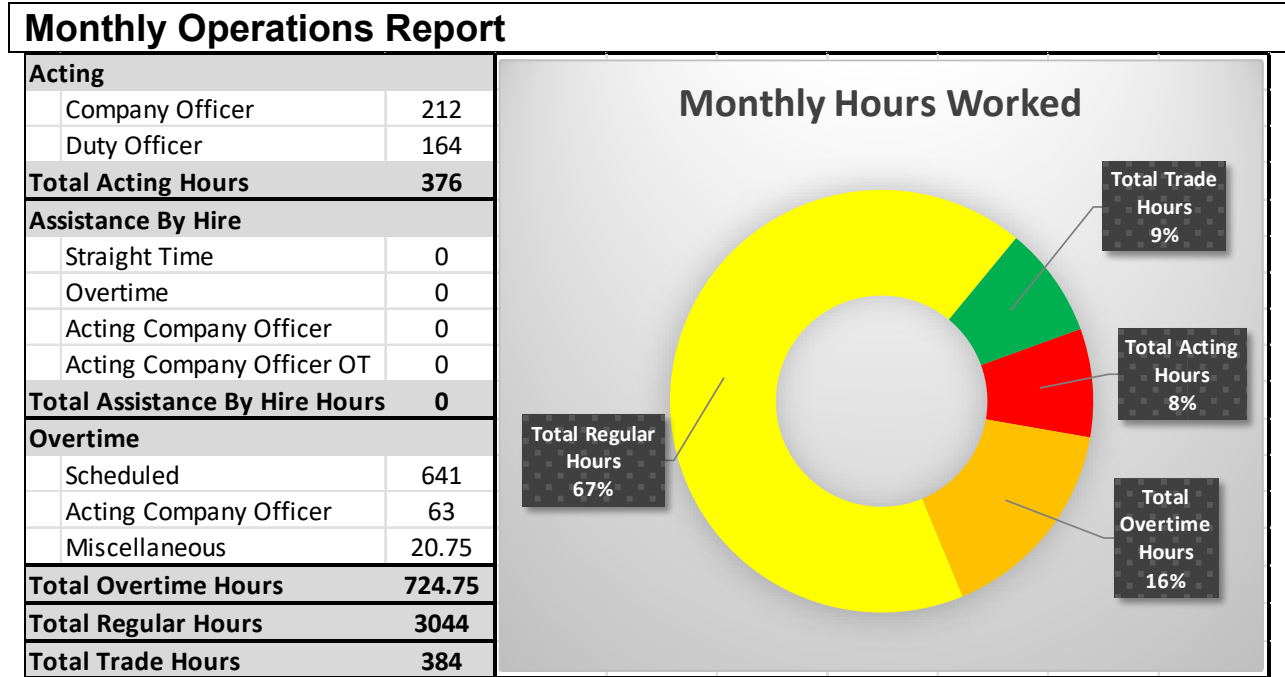 Monthly Operations Report
Acting
Company Officer 212
Duty Officer 164
Total Acting Hours 376
Assistance By Hire
Straight Time 0
Overtime 0
Acting Company Officer 0
Acting Company Officer OT 0
Total Assistance By Hire Hours 0
Overtime
Scheduled 641
Acting Company Officer 63
Miscellaneous 20.75
Total Overtime Hours 724.75
Total Regular Hours 3044
Total Trade Hours 384
Monthly Hours Worked
Total Trade
Hours
9%
Total Acting
Hours
8%
Total Regular
Hours
67%
Total
Overtime
Hours
16%